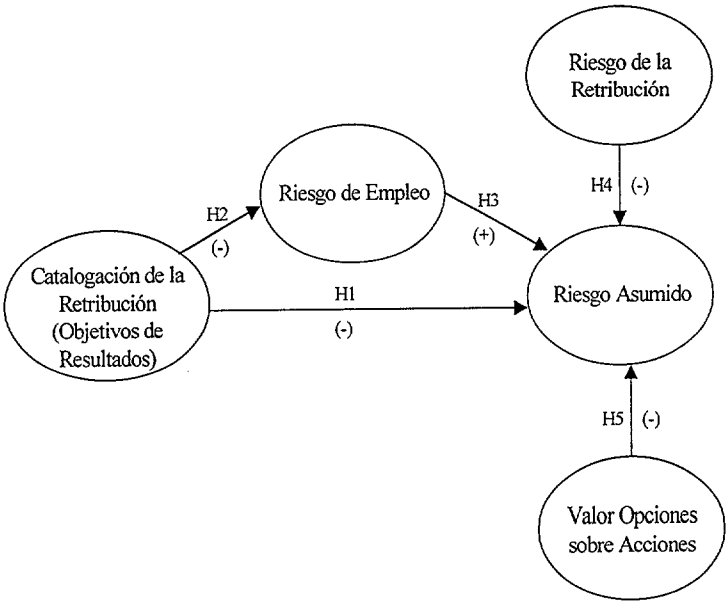 Riesgo de la
Retribución
H4 (-)
Riesgo de Empleo
H2
(-)
H3
(+)
Catalogación de la
Retribución
(Objetivos de
Resultados)
H1
(-)
Riesgo Asumido
H5 (-)
Valor Opciones
sobre Acciones